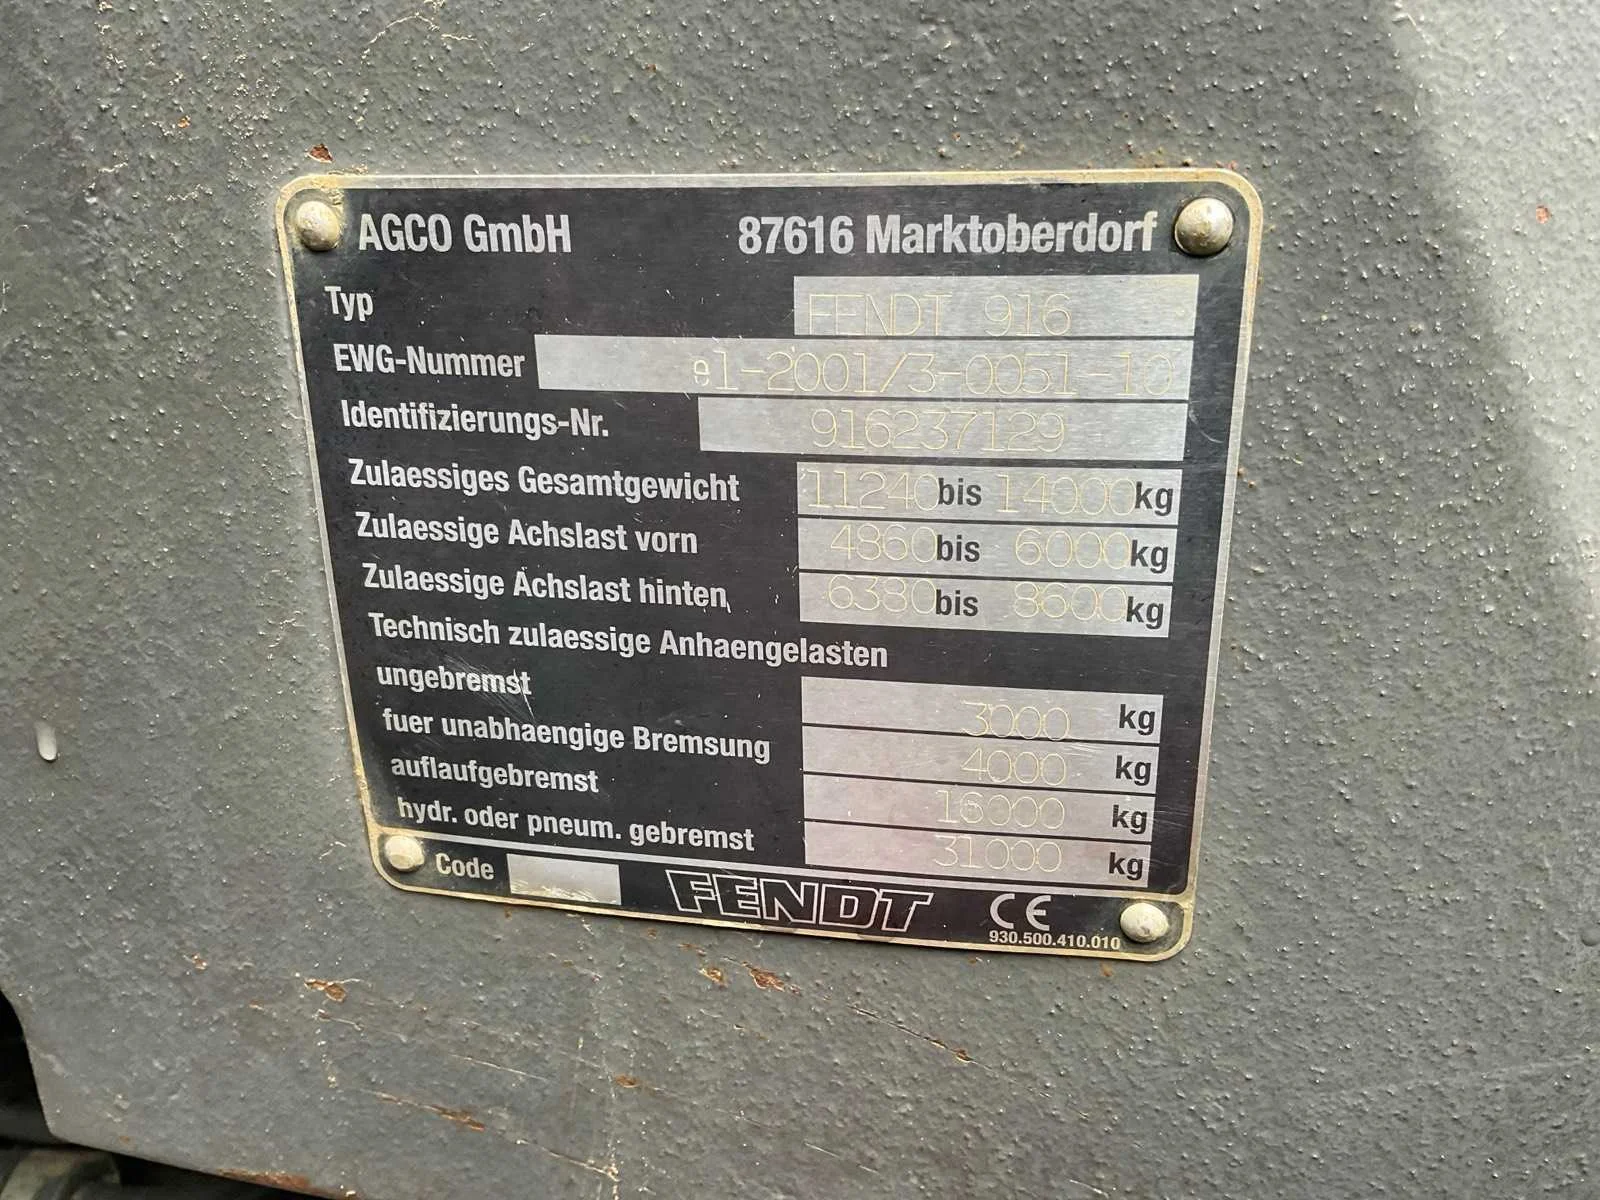 AGCO GmbH 87616 Marktoberdorf
Typ FENDT 916
EWG-Nummer e1-2001/3-0051-10
Identifizierungs-Nr. 916237129
Zulaessiges Gesamtgewicht 11240 bis 14000 kg
Zulaessige Achslast vorn 4860 bis 6000 kg
Zulaessige Achslast hinten 6380 bis 8600 kg
Technisch zulaessige Anhaengelasten
ungebremst 3000 kg
fuer unabhaengige Bremsung 4000 kg
auflaufgebremst 16000 kg
hydr. oder pneum. gebremst 31000 kg
Code FENDT CE
930.500.410.010